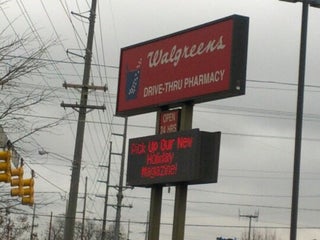 Walgreens
DRIVE-THRU PHARMACY
OPEN
24 HRS
Pick Up Our New
Holiday
Magazine!